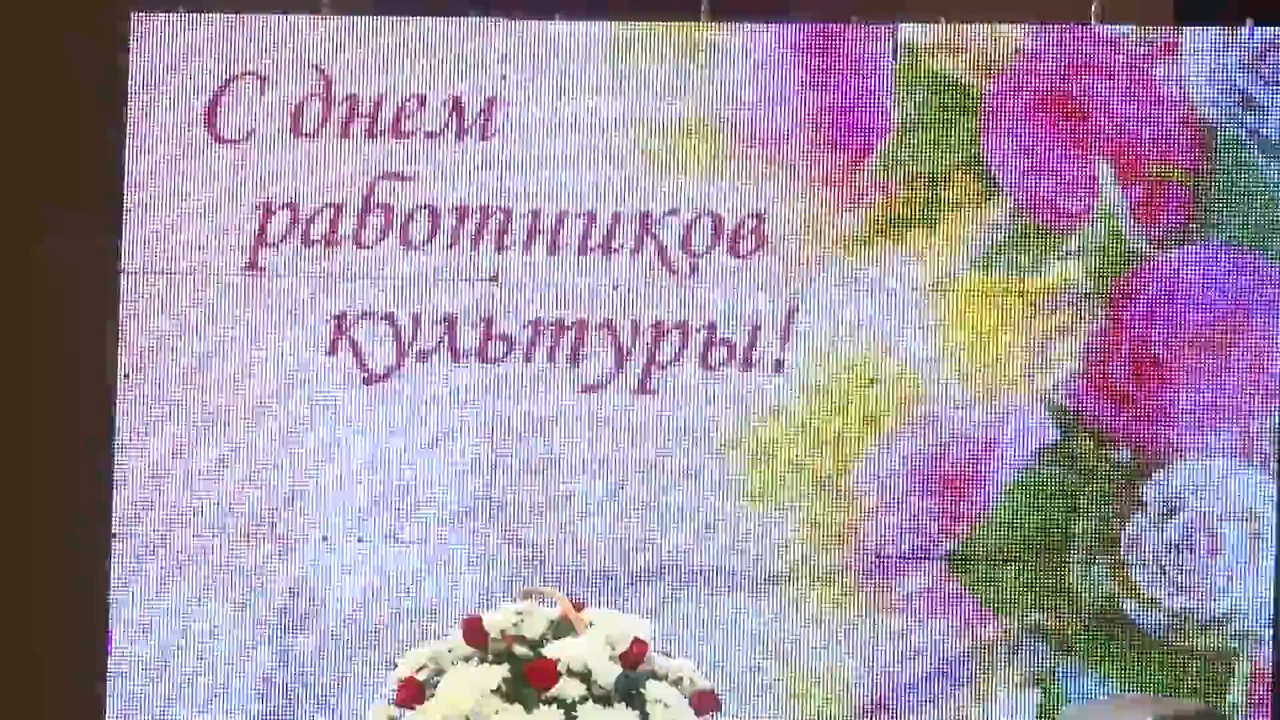 С днем
работников
культуры!